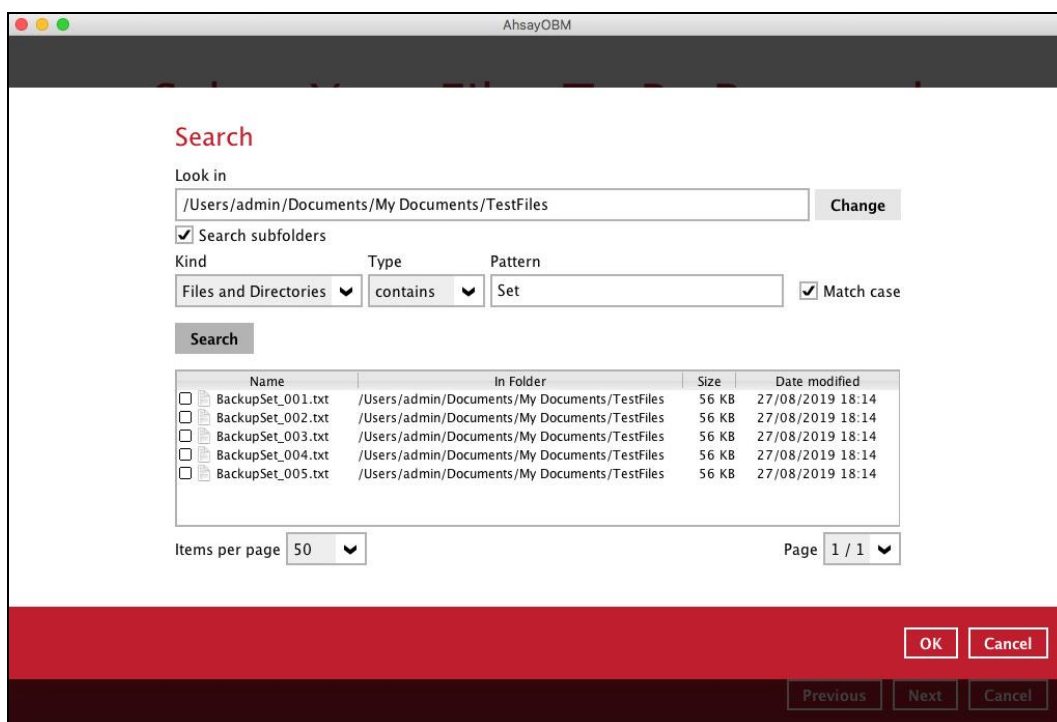 AhsayOBM
Search
Look in
/Users/admin/Documents/My Documents/TestFiles Change
Search subfolders
Kind Type Pattern
Files and Directories contains Set Match case
Search
Name In Folder Size Date modified
BackupSet_001.txt /Users/admin/Documents/My Documents/TestFiles 56 KB 27/08/2019 18:14
BackupSet_002.txt /Users/admin/Documents/My Documents/TestFiles 56 KB 27/08/2019 18:14
BackupSet_003.txt /Users/admin/Documents/My Documents/TestFiles 56 KB 27/08/2019 18:14
BackupSet_004.txt /Users/admin/Documents/My Documents/TestFiles 56 KB 27/08/2019 18:14
BackupSet_005.txt /Users/admin/Documents/My Documents/TestFiles 56 KB 27/08/2019 18:14
Items per page 50 Page 1 / 1
OK Cancel
Previous Next Cancel